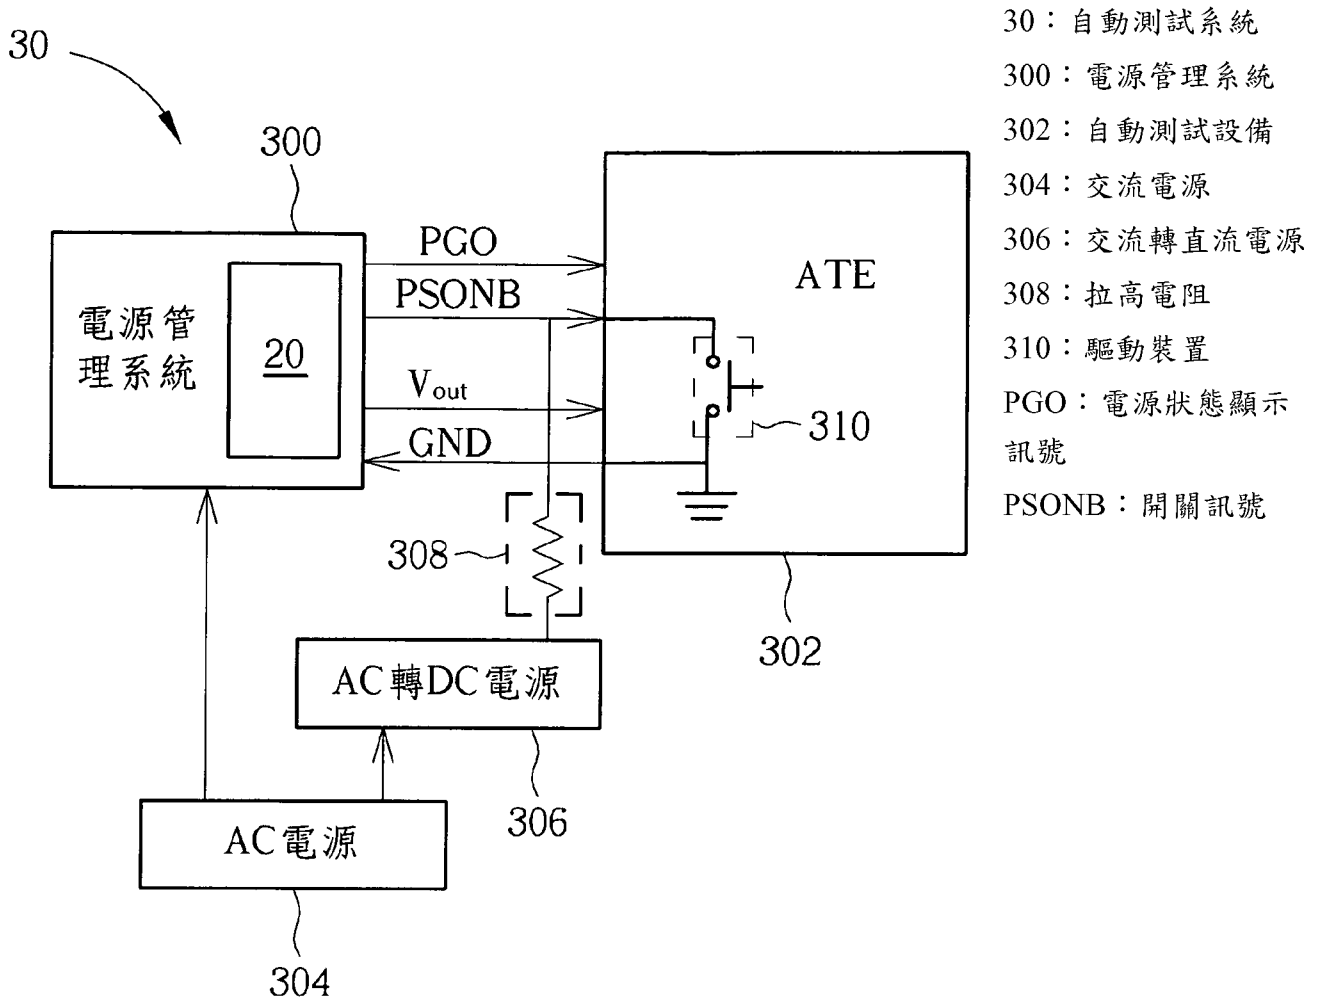 30
300
電源管
理系統
20
PGO
PSONB
Vout
GND
ATE
310
308
302
AC轉DC電源
306
AC電源
304
30：自動測試系統
300：電源管理系統
302：自動測試設備
304：交流電源
306：交流轉直流電源
308：拉高電阻
310：驅動裝置
PGO：電源狀態顯示
訊號
PSONB：開關訊號